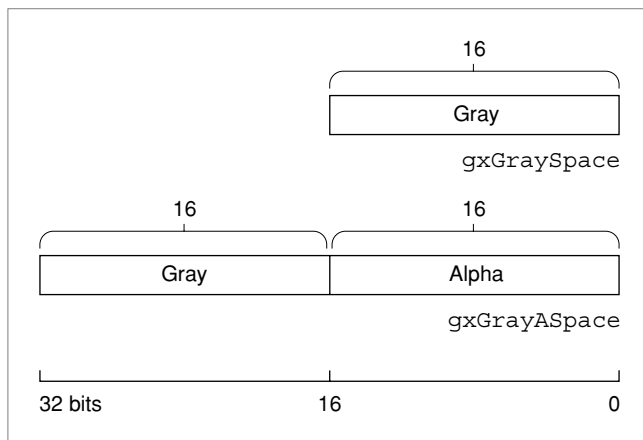 16
Gray
gxGraySpace
16 16
Gray Alpha
gxGrayASpace
32 bits 16 0